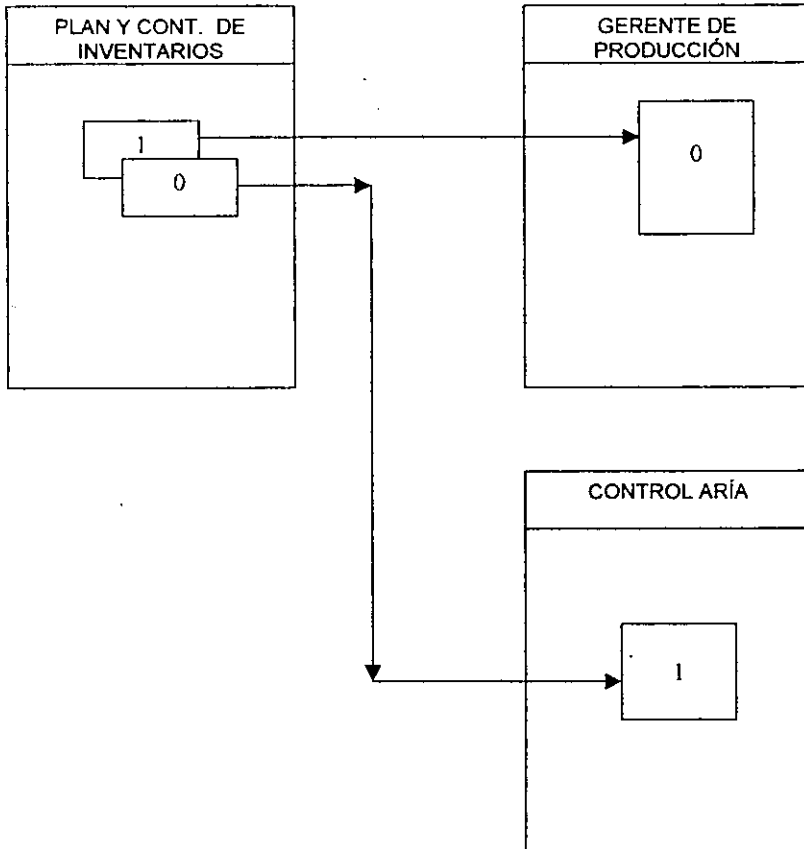 PLAN Y CONT. DE
INVENTARIOS
GERENTE DE
PRODUCCIÓN
1
0
0
CONTROL ARÍA
1